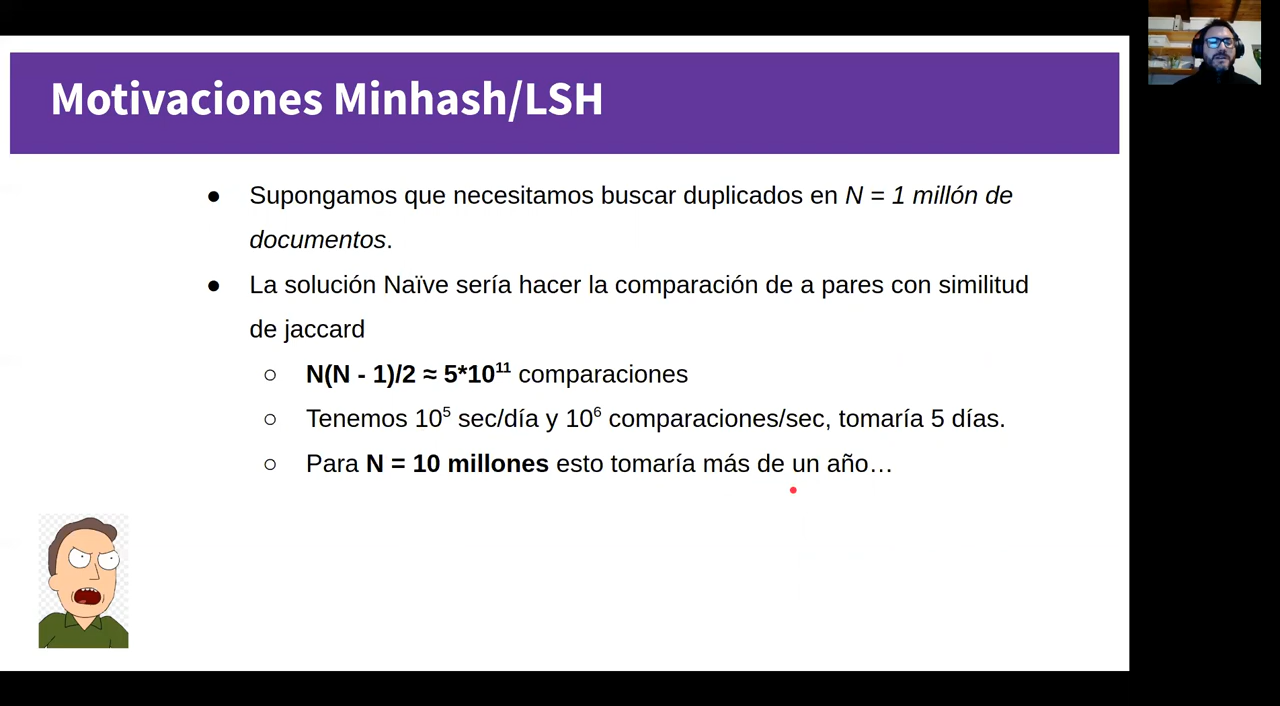 Motivaciones Minhash/LSH
● Supongamos que necesitamos buscar duplicados en N = 1 millón de
documentos.
● La solución Naïve sería hacer la comparación de a pares con similitud
de jaccard
○ N(N - 1)/2 ≈ 5*10¹¹ comparaciones
○ Tenemos 10⁵ sec/día y 10⁶ comparaciones/sec, tomaría 5 días.
○ Para N = 10 millones esto tomaría más de un año…